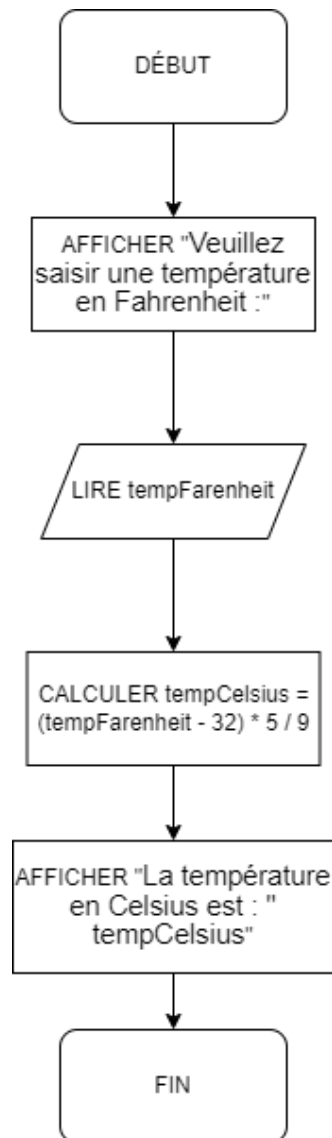 DÉBUT
AFFICHER "Veuillez
saisir une température
en Fahrenheit :"
LIRE tempFarenheit
CALCULER tempCelsius =
(tempFarenheit - 32) * 5 / 9
AFFICHER "La température
en Celsius est : "
tempCelsius"
FIN